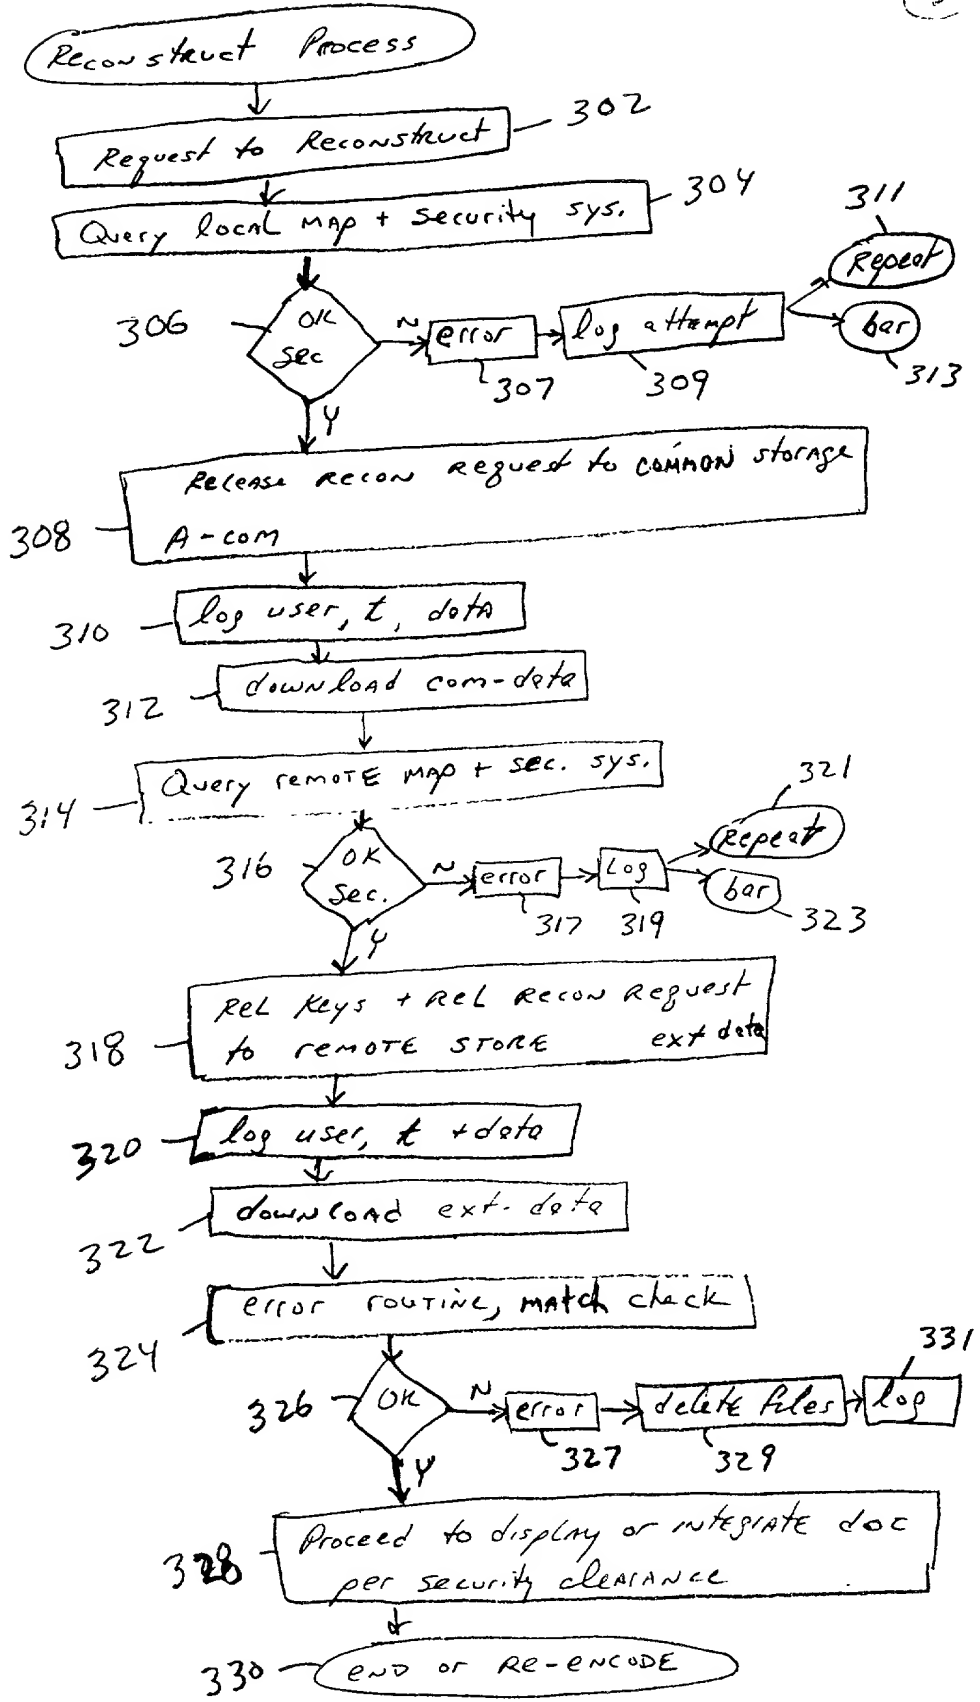 Reconstruct Process
302
Request to Reconstruct
304
Query local MAP + security sys.
311
Repeat
306
OK
sec
N
error
log attempt
bar
307
309
313
Y
Release recon request to common storage
308
A-com
310
log user, t, data
312
download com-data
314
Query remote MAP + sec. sys.
321
Repeat
316
OK
sec.
N
error
Log
bar
317
319
323
Y
Rel keys + rel recon request
318
to remote store ext data
320
log user, t + data
322
download ext. data
324
error routine, match check
331
326
OK
N
error
delete files
log
327
329
Y
328
Proceed to display or integrate doc
per security clearance
330
end or re-encode